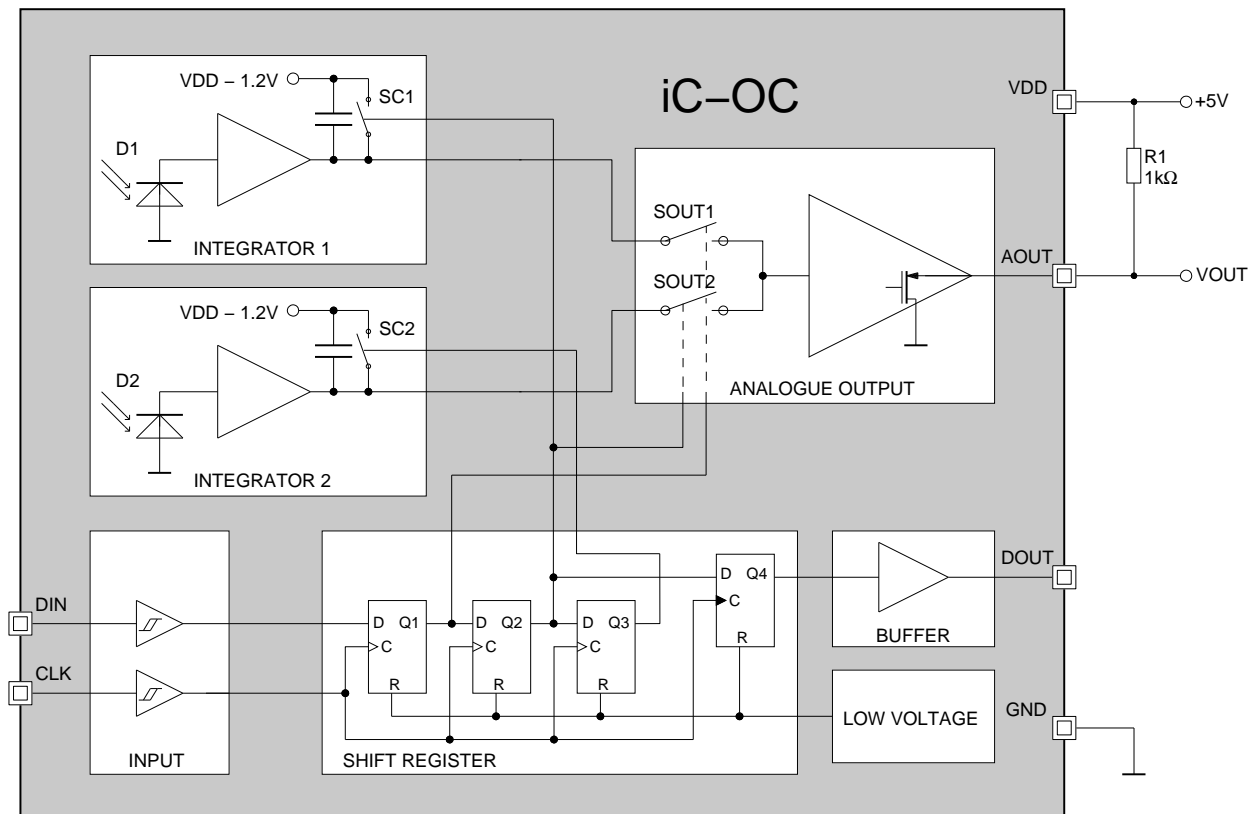 iC–OC
VDD – 1.2V
SC1
D1
INTEGRATOR 1
VDD
+5V
R1
1kΩ
SOUT1
SOUT2
AOUT
VOUT
ANALOGUE OUTPUT
VDD – 1.2V
SC2
D2
INTEGRATOR 2
DIN
CLK
INPUT
D Q1
C
R
D Q2
C
R
D Q3
C
R
D Q4
C
R
SHIFT REGISTER
DOUT
BUFFER
LOW VOLTAGE
GND